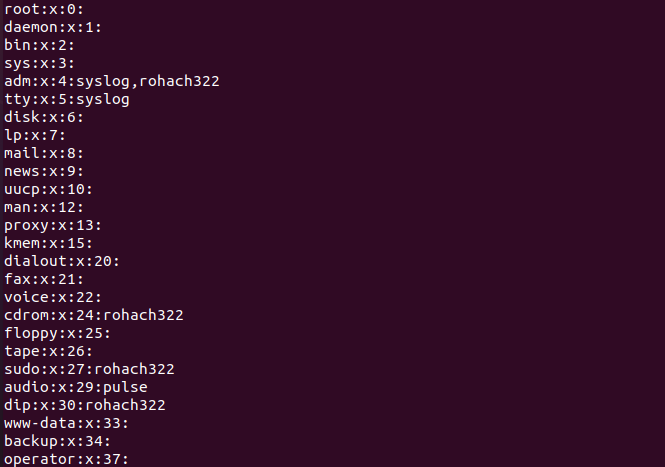 root:x:0:
daemon:x:1:
bin:x:2:
sys:x:3:
adm:x:4:syslog,rohach322
tty:x:5:syslog
disk:x:6:
lp:x:7:
mail:x:8:
news:x:9:
uucp:x:10:
man:x:12:
proxy:x:13:
kmem:x:15:
dialout:x:20:
fax:x:21:
voice:x:22:
cdrom:x:24:rohach322
floppy:x:25:
tape:x:26:
sudo:x:27:rohach322
audio:x:29:pulse
dip:x:30:rohach322
www-data:x:33:
backup:x:34:
operator:x:37: